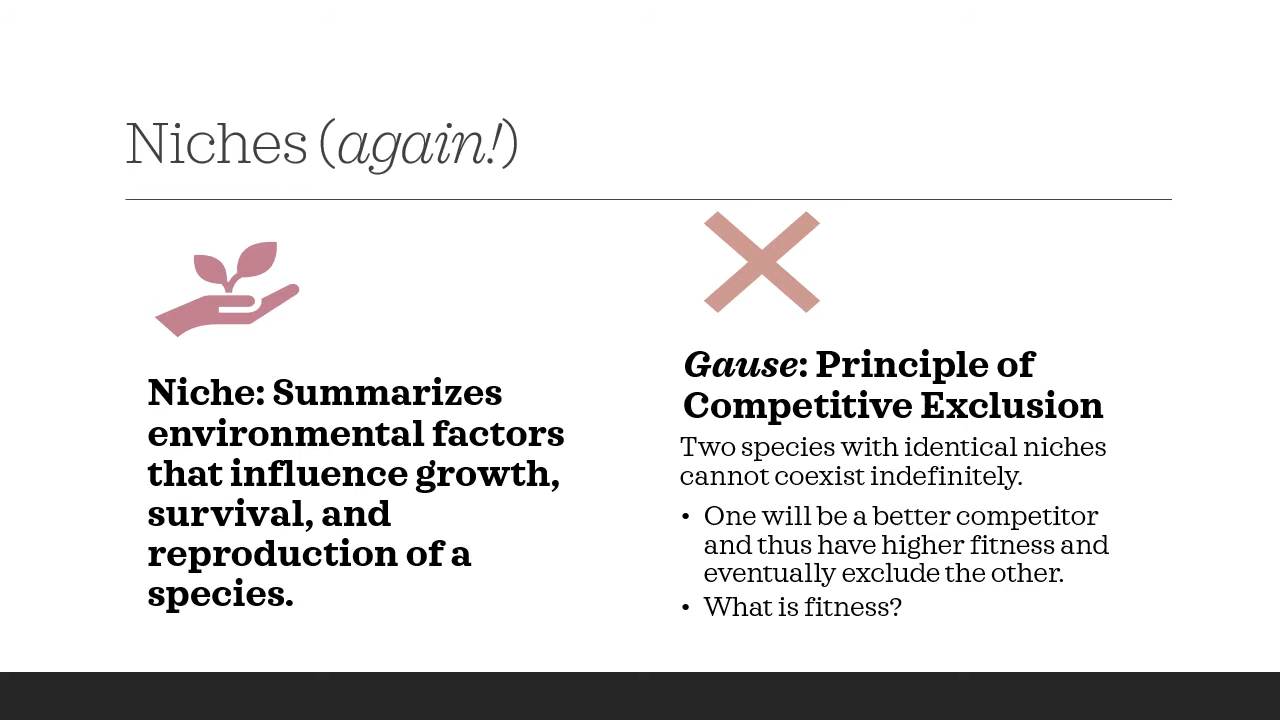 Niches (again!)
Niche: Summarizes
environmental factors
that influence growth,
survival, and
reproduction of a
species.
Gause: Principle of
Competitive Exclusion
Two species with identical niches
cannot coexist indefinitely.
• One will be a better competitor
and thus have higher fitness and
eventually exclude the other.
• What is fitness?